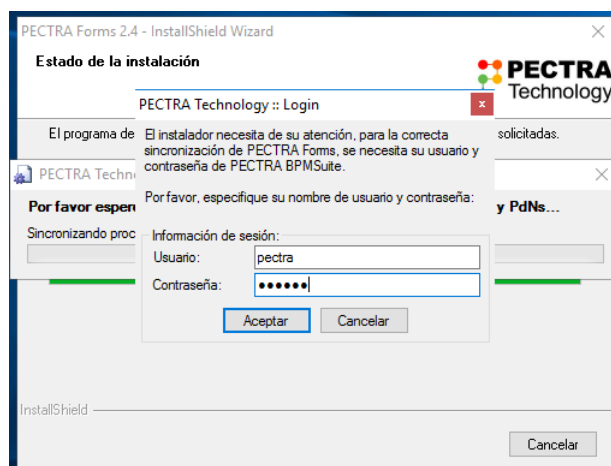 PECTRA Forms 2.4 - InstallShield Wizard
Estado de la instalación
PECTRA
Technology
PECTRA Technology :: Login
x
El programa de
solicitadas.
El instalador necesita de su atención, para la correcta
sincronización de PECTRA Forms, se necesita su usuario y
contraseña de PECTRA BPMSuite.
PECTRA
Por favor, especifique su nombre de usuario y contraseña:
Por favor
y PdNs...
Sincronizando
Información de sesión:
Usuario: pectra
Contraseña: ●●●●●●
Aceptar Cancelar
InstallShield
Cancelar